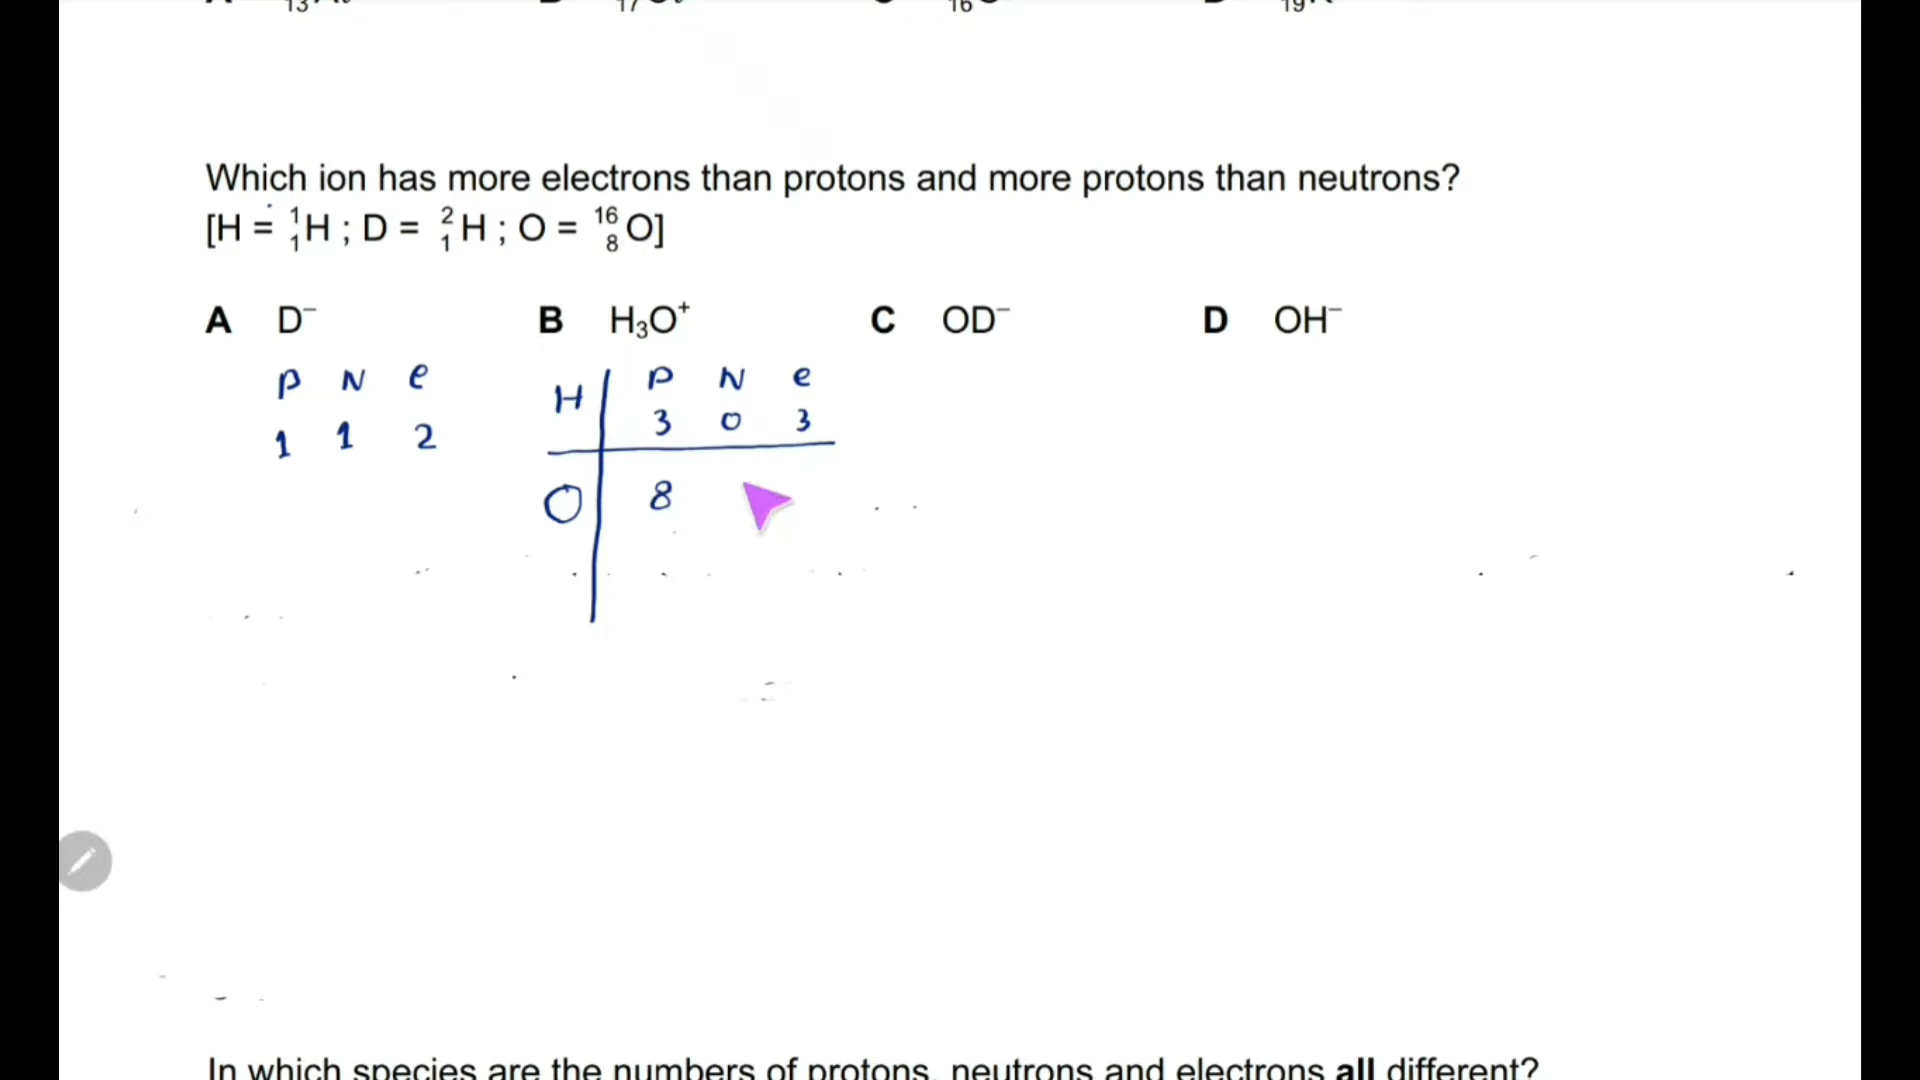 Which ion has more electrons than protons and more protons than neutrons?
[H = ¹₁H ; D = ²₁H ; O = ¹⁶₈O]
A D⁻ B H₃O⁺ C OD⁻ D OH⁻
P N e
1 1 2
H P N e
3 0 3
O 8
In which species are the numbers of protons, neutrons and electrons all different?